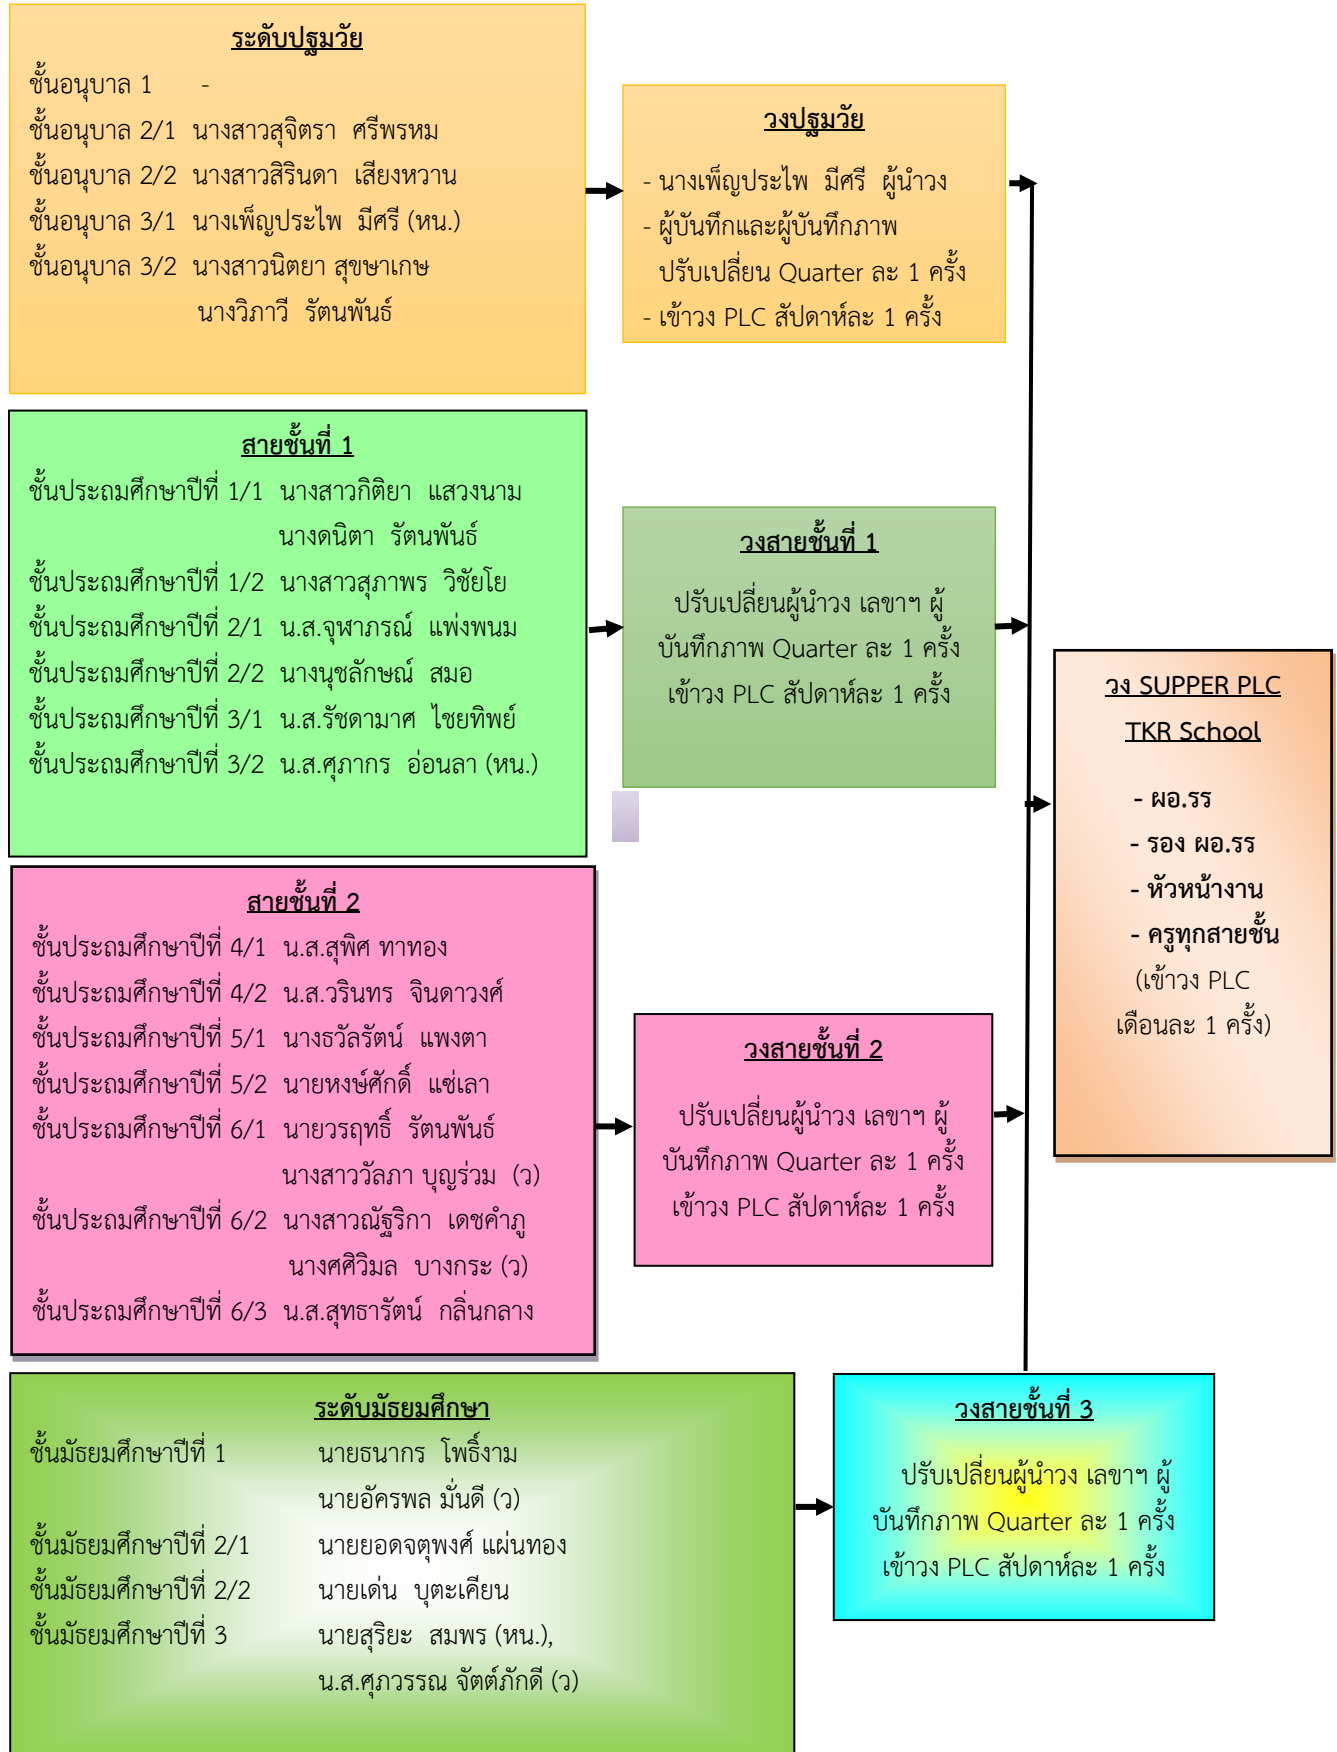 ระดับปฐมวัย
ชั้นอนุบาล 1 -
ชั้นอนุบาล 2/1 นางสาวสุจิตรา ศรีพรหม
ชั้นอนุบาล 2/2 นางสาวสิรินดา เสียงหวาน
ชั้นอนุบาล 3/1 นางเพ็ญประไพ มีศรี (หน.)
ชั้นอนุบาล 3/2 นางสาวนิตยา สุขษาเกษ
นางวิภาวี รัตนพันธ์
วงปฐมวัย
- นางเพ็ญประไพ มีศรี ผู้นำวง
- ผู้บันทึกและผู้บันทึกภาพ
ปรับเปลี่ยน Quarter ละ 1 ครั้ง
- เข้าวง PLC สัปดาห์ละ 1 ครั้ง
สายชั้นที่ 1
ชั้นประถมศึกษาปีที่ 1/1 นางสาวกิติยา แสวงนาม
นางดนิตา รัตนพันธ์
ชั้นประถมศึกษาปีที่ 1/2 นางสาวสุภาพร วิชัยโย
ชั้นประถมศึกษาปีที่ 2/1 น.ส.จุฬาภรณ์ แพ่งพนม
ชั้นประถมศึกษาปีที่ 2/2 นางนุชลักษณ์ สมอ
ชั้นประถมศึกษาปีที่ 3/1 น.ส.รัชดามาศ ไชยทิพย์
ชั้นประถมศึกษาปีที่ 3/2 น.ส.ศุภากร อ่อนลา (หน.)
วงสายชั้นที่ 1
ปรับเปลี่ยนผู้นำวง เลขาฯ ผู้
บันทึกภาพ Quarter ละ 1 ครั้ง
เข้าวง PLC สัปดาห์ละ 1 ครั้ง
วง SUPPER PLC
TKR School
- ผอ.รร
- รอง ผอ.รร
- หัวหน้างาน
- ครูทุกสายชั้น
(เข้าวง PLC
เดือนละ 1 ครั้ง)
สายชั้นที่ 2
ชั้นประถมศึกษาปีที่ 4/1 น.ส.สุพิศ ทาทอง
ชั้นประถมศึกษาปีที่ 4/2 น.ส.วรินทร จินดาวงศ์
ชั้นประถมศึกษาปีที่ 5/1 นางธวัลรัตน์ แพงตา
ชั้นประถมศึกษาปีที่ 5/2 นายหงษ์ศักดิ์ แซ่เลา
ชั้นประถมศึกษาปีที่ 6/1 นายวรฤทธิ์ รัตนพันธ์
นางสาววัลภา บุญร่วม (ว)
ชั้นประถมศึกษาปีที่ 6/2 นางสาวณัฐริกา เดชคำภู
นางศศิวิมล บางกระ (ว)
ชั้นประถมศึกษาปีที่ 6/3 น.ส.สุทธารัตน์ กลิ่นกลาง
วงสายชั้นที่ 2
ปรับเปลี่ยนผู้นำวง เลขาฯ ผู้
บันทึกภาพ Quarter ละ 1 ครั้ง
เข้าวง PLC สัปดาห์ละ 1 ครั้ง
ระดับมัธยมศึกษา
ชั้นมัธยมศึกษาปีที่ 1 นายธนากร โพธิ์งาม
นายอัครพล มั่นดี (ว)
ชั้นมัธยมศึกษาปีที่ 2/1 นายยอดจตุพงศ์ แผ่นทอง
ชั้นมัธยมศึกษาปีที่ 2/2 นายเด่น บุตะเคียน
ชั้นมัธยมศึกษาปีที่ 3 นายสุริยะ สมพร (หน.),
น.ส.ศุภวรรณ จัตต์ภักดี (ว)
วงสายชั้นที่ 3
ปรับเปลี่ยนผู้นำวง เลขาฯ ผู้
บันทึกภาพ Quarter ละ 1 ครั้ง
เข้าวง PLC สัปดาห์ละ 1 ครั้ง